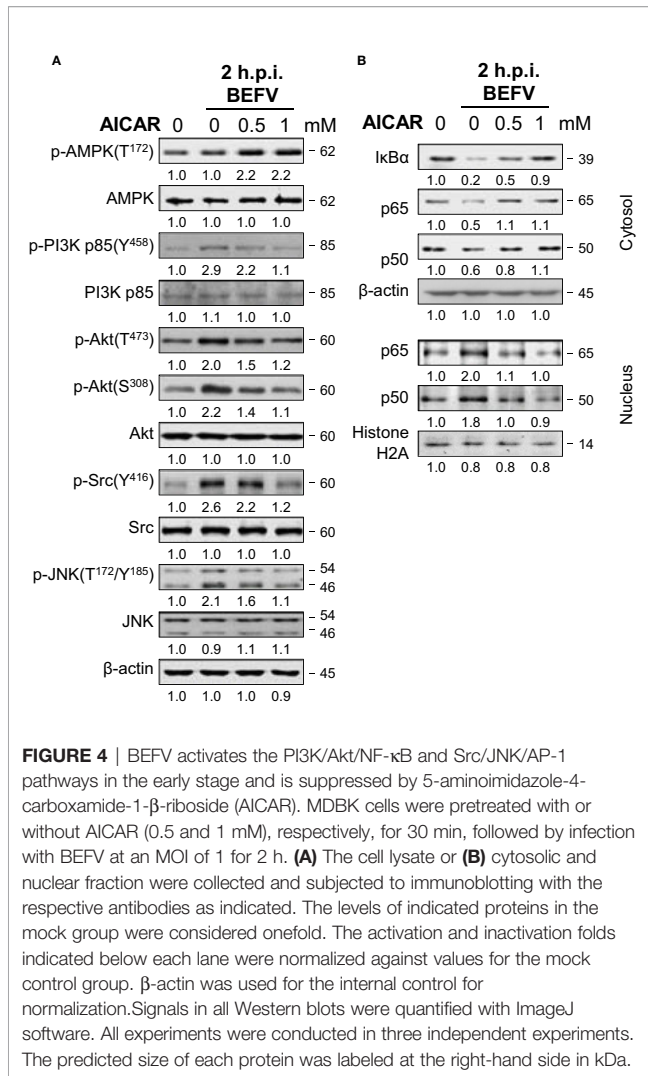 A
2 h.p.i.
BEFV
AICAR 0 0 0.5 1 mM
p-AMPK(T172) - 62
1.0 1.0 2.2 2.2
AMPK - 62
1.0 1.0 1.0 1.0
p-PI3K p85(Y458) - 85
1.0 2.9 2.2 1.1
PI3K p85 - 85
1.0 1.1 1.0 1.0
p-Akt(T473) - 60
1.0 2.0 1.5 1.2
p-Akt(S308) - 60
1.0 2.2 1.4 1.1
Akt - 60
1.0 1.0 1.0 1.0
p-Src(Y416) - 60
1.0 2.6 2.2 1.2
Src - 60
1.0 1.0 1.0 1.0
p-JNK(T172/Y185) - 54
- 46
1.0 2.1 1.6 1.1
JNK - 54
- 46
1.0 0.9 1.1 1.1
β-actin - 45
1.0 1.0 1.0 0.9
B
2 h.p.i.
BEFV
AICAR 0 0 0.5 1 mM
IκBα - 39
1.0 0.2 0.5 0.9
p65 - 65
1.0 0.5 1.1 1.1
p50 - 50
1.0 0.6 0.8 1.1
β-actin - 45
1.0 1.0 1.0 1.0
Cytosol
p65 - 65
1.0 2.0 1.1 1.0
p50 - 50
1.0 1.8 1.0 0.9
Histone
H2A - 14
1.0 0.8 0.8 0.8
Nucleus
FIGURE 4 | BEFV activates the PI3K/Akt/NF-κB and Src/JNK/AP-1
pathways in the early stage and is suppressed by 5-aminoimidazole-4-
carboxamide-1-β-riboside (AICAR). MDBK cells were pretreated with or
without AICAR (0.5 and 1 mM), respectively, for 30 min, followed by infection
with BEFV at an MOI of 1 for 2 h. (A) The cell lysate or (B) cytosolic and
nuclear fraction were collected and subjected to immunoblotting with the
respective antibodies as indicated. The levels of indicated proteins in the
mock group were considered onefold. The activation and inactivation folds
indicated below each lane were normalized against values for the mock
control group. β-actin was used for the internal control for
normalization.Signals in all Western blots were quantified with ImageJ
software. All experiments were conducted in three independent experiments.
The predicted size of each protein was labeled at the right-hand side in kDa.